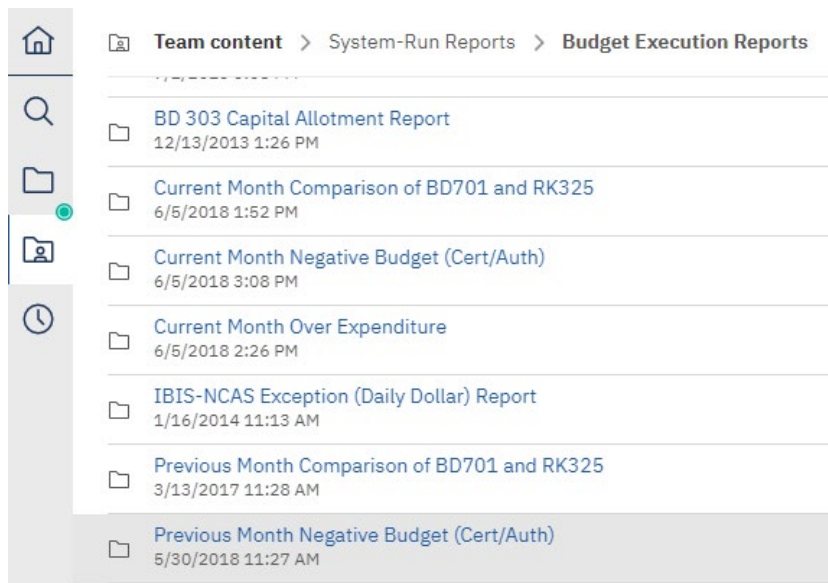 Team content > System-Run Reports > Budget Execution Reports
BD 303 Capital Allotment Report
12/13/2013 1:26 PM
Current Month Comparison of BD701 and RK325
6/5/2018 1:52 PM
Current Month Negative Budget (Cert/Auth)
6/5/2018 3:08 PM
Current Month Over Expenditure
6/5/2018 2:26 PM
IBIS-NCAS Exception (Daily Dollar) Report
1/16/2014 11:13 AM
Previous Month Comparison of BD701 and RK325
3/13/2017 11:28 AM
Previous Month Negative Budget (Cert/Auth)
5/30/2018 11:27 AM